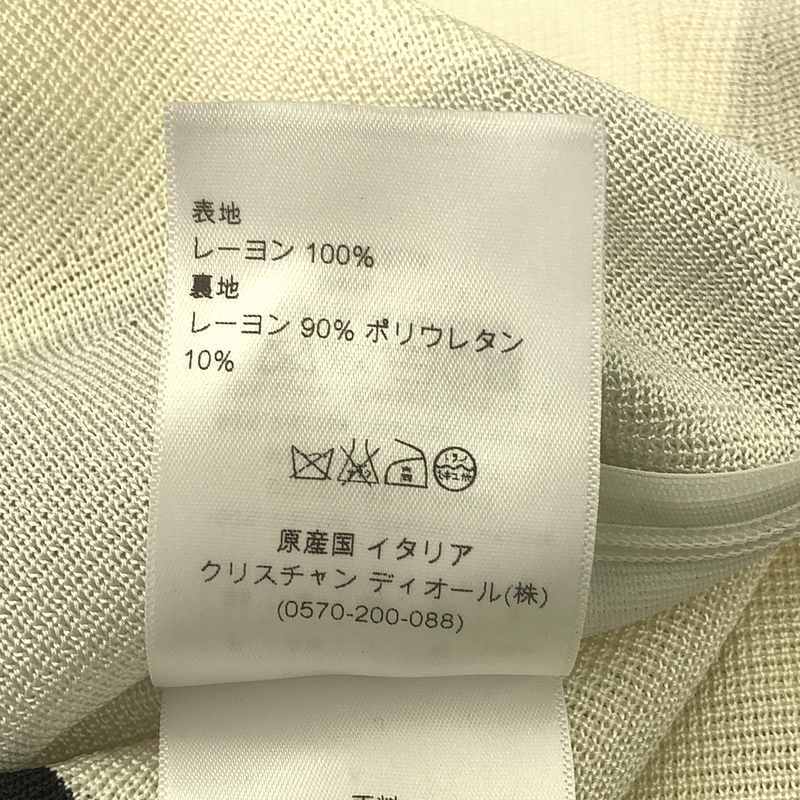 表地
レーヨン 100%
裏地
レーヨン 90% ポリウレタン
10%
原産国 イタリア
クリスチャン ディオール(株)
(0570-200-088)